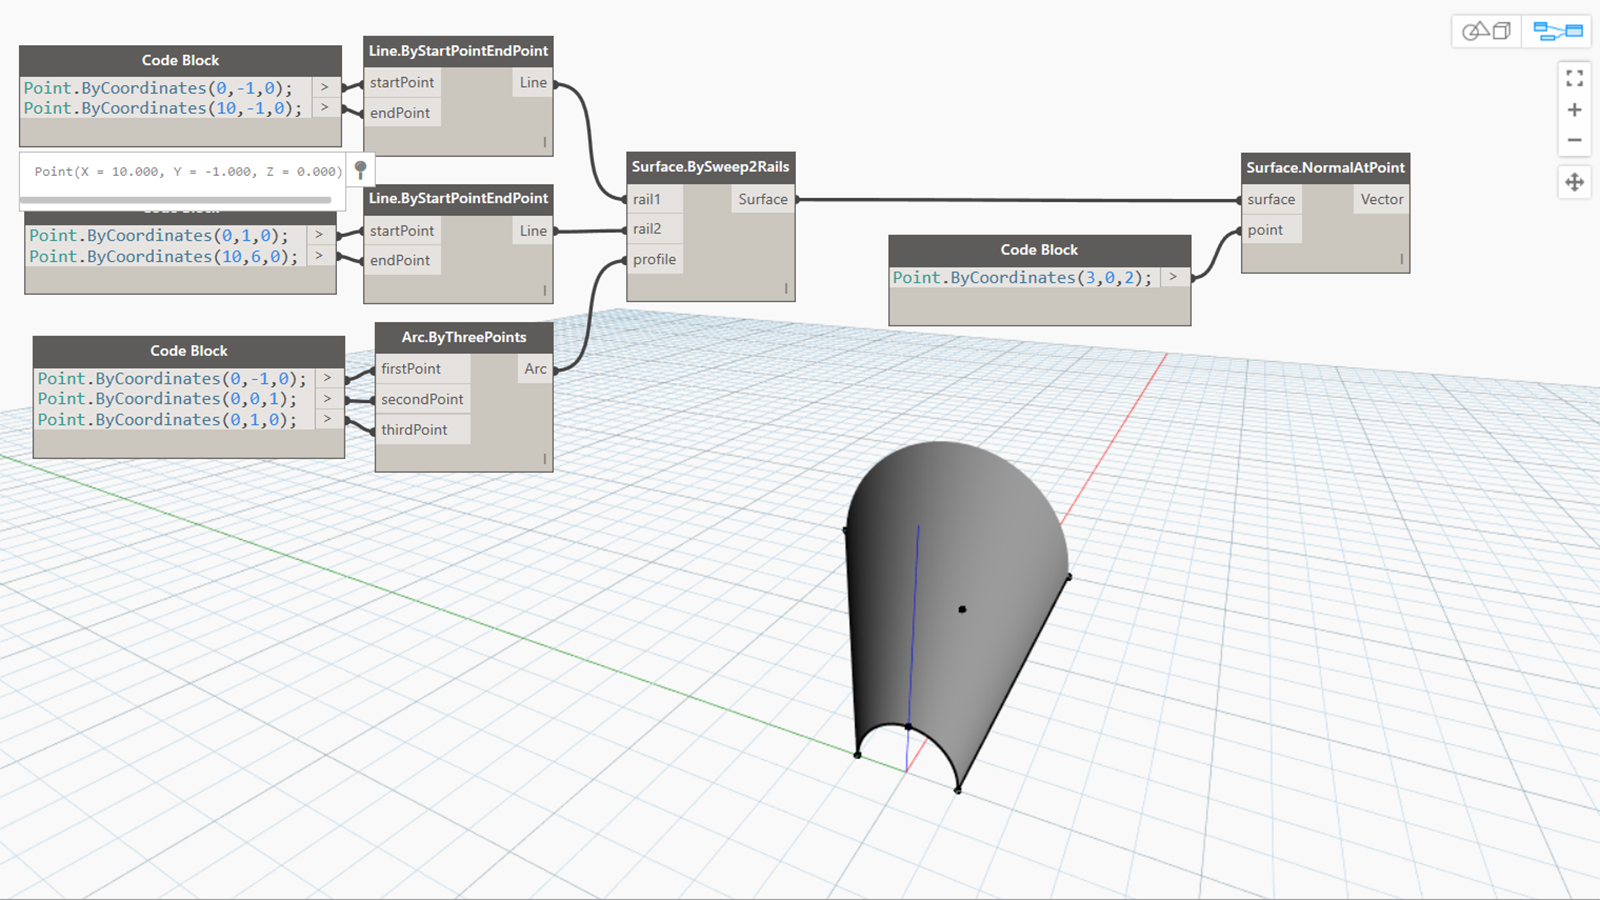 Code Block
Point.ByCoordinates(0,-1,0); >
Point.ByCoordinates(10,-1,0); >
Point(X = 10.000, Y = -1.000, Z = 0.000)
Line.ByStartPointEndPoint
startPoint Line
endPoint
Code Block
Point.ByCoordinates(0,1,0); >
Point.ByCoordinates(10,6,0); >
Line.ByStartPointEndPoint
startPoint Line
endPoint
Code Block
Point.ByCoordinates(0,-1,0); >
Point.ByCoordinates(0,0,1); >
Point.ByCoordinates(0,1,0); >
Arc.ByThreePoints
firstPoint Arc
secondPoint
thirdPoint
Surface.BySweep2Rails
rail1 Surface
rail2
profile
Code Block
Point.ByCoordinates(3,0,2); >
Surface.NormalAtPoint
surface Vector
point